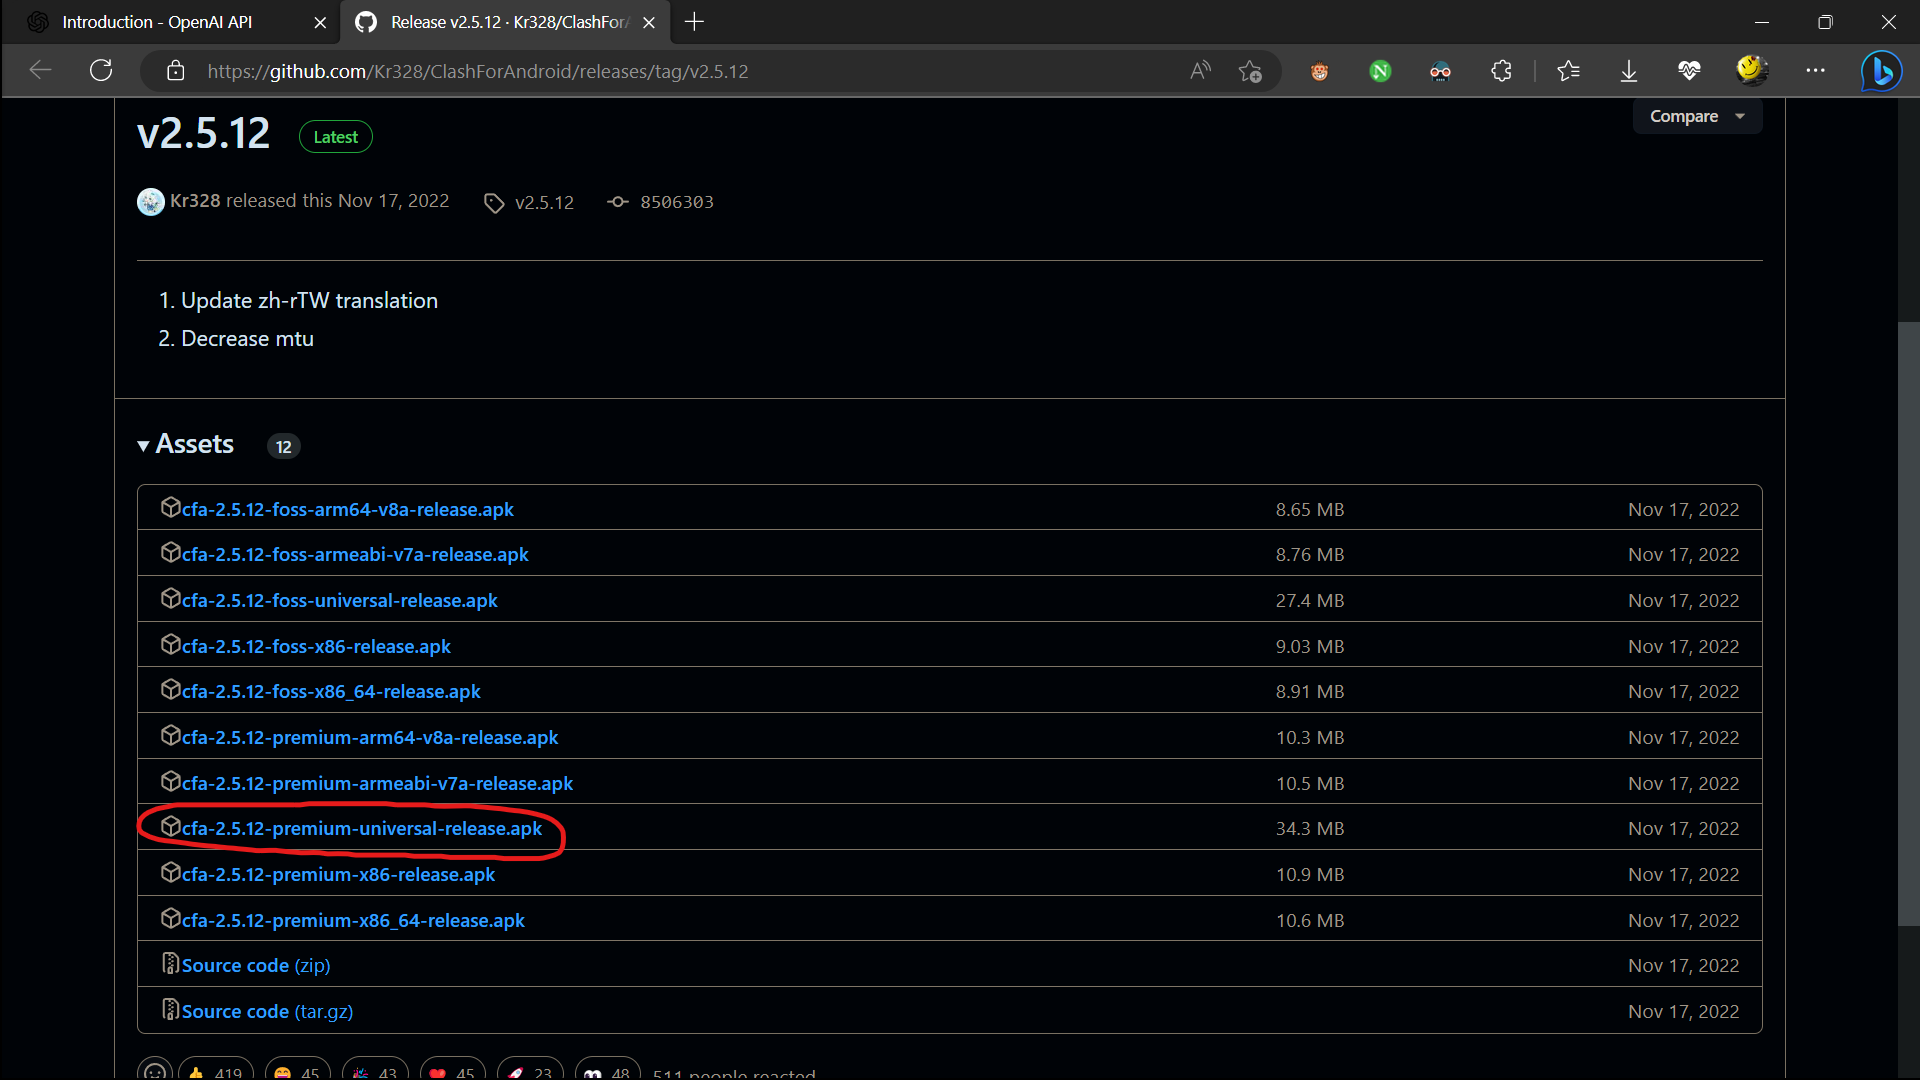 Introduction - OpenAI API
Release v2.5.12 · Kr328/ClashForA
https://github.com/Kr328/ClashForAndroid/releases/tag/v2.5.12
v2.5.12 Latest
Compare
Kr328 released this Nov 17, 2022 v2.5.12 8506303
1. Update zh-rTW translation
2. Decrease mtu
Assets 12
cfa-2.5.12-foss-arm64-v8a-release.apk 8.65 MB Nov 17, 2022
cfa-2.5.12-foss-armeabi-v7a-release.apk 8.76 MB Nov 17, 2022
cfa-2.5.12-foss-universal-release.apk 27.4 MB Nov 17, 2022
cfa-2.5.12-foss-x86-release.apk 9.03 MB Nov 17, 2022
cfa-2.5.12-foss-x86_64-release.apk 8.91 MB Nov 17, 2022
cfa-2.5.12-premium-arm64-v8a-release.apk 10.3 MB Nov 17, 2022
cfa-2.5.12-premium-armeabi-v7a-release.apk 10.5 MB Nov 17, 2022
cfa-2.5.12-premium-universal-release.apk 34.3 MB Nov 17, 2022
cfa-2.5.12-premium-x86-release.apk 10.9 MB Nov 17, 2022
cfa-2.5.12-premium-x86_64-release.apk 10.6 MB Nov 17, 2022
Source code (zip) Nov 17, 2022
Source code (tar.gz) Nov 17, 2022
419 45 43 45 23 48 511 people reacted